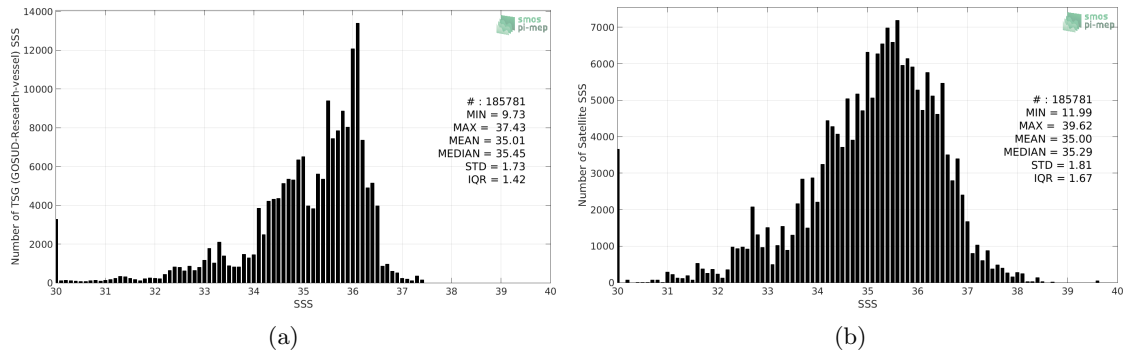 14000
12000
10000
8000
6000
4000
2000
0
Number of TSG (GOSUD-Research-vessel) SSS
smos
pi-mep
# : 185781
MIN = 9.73
MAX = 37.43
MEAN = 35.01
MEDIAN = 35.45
STD = 1.73
IQR = 1.42
30 31 32 33 34 35 36 37 38 39 40
SSS
(a)
7000
6000
5000
4000
3000
2000
1000
0
Number of Satellite SSS
smos
pi-mep
# : 185781
MIN = 11.99
MAX = 39.62
MEAN = 35.00
MEDIAN = 35.29
STD = 1.81
IQR = 1.67
30 31 32 33 34 35 36 37 38 39 40
SSS
(b)